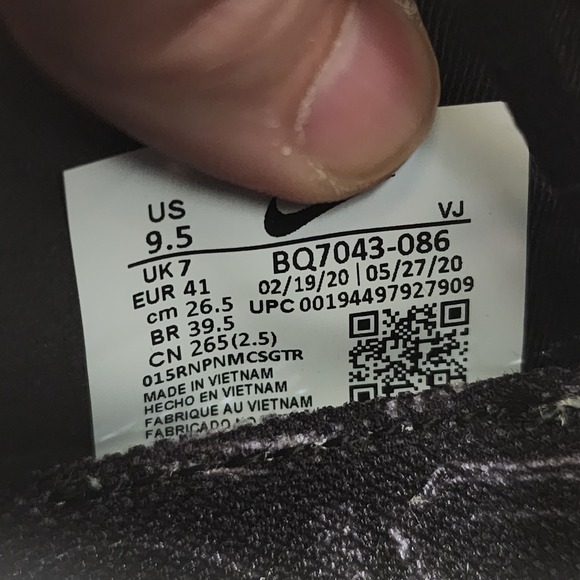 US
9.5
VJ
UK 7
EUR 41
cm 26.5
BR 39.5
CN 265(2.5)
BQ7043-086
02/19/20 | 05/27/20
UPC 00194497927909
015RNPNMCSGTR
MADE IN VIETNAM
HECHO EN VIETNAM
FABRIQUE AU VIETNAM
FABRICADO